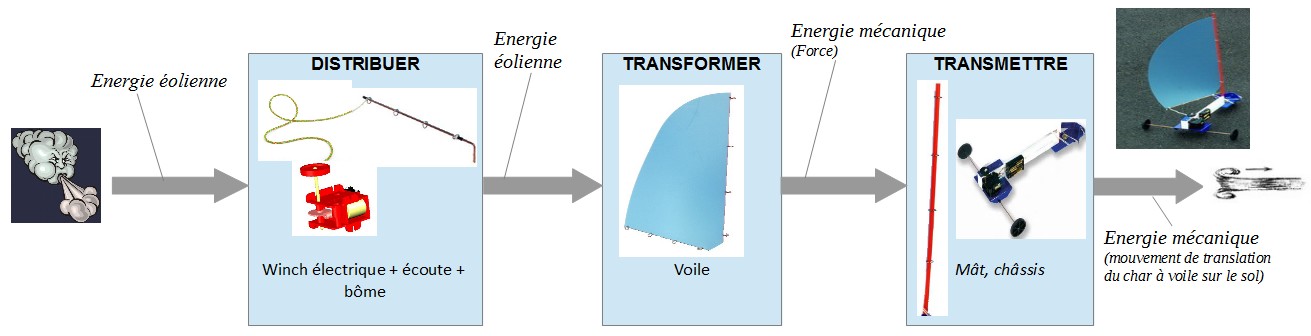 Energie éolienne
DISTRIBUER
Winch électrique + écoute +
bôme
Energie
éolienne
TRANSFORMER
Voile
Energie mécanique
(Force)
TRANSMETTRE
Mât, châssis
Energie mécanique
(mouvement de translation
du char à voile sur le sol)